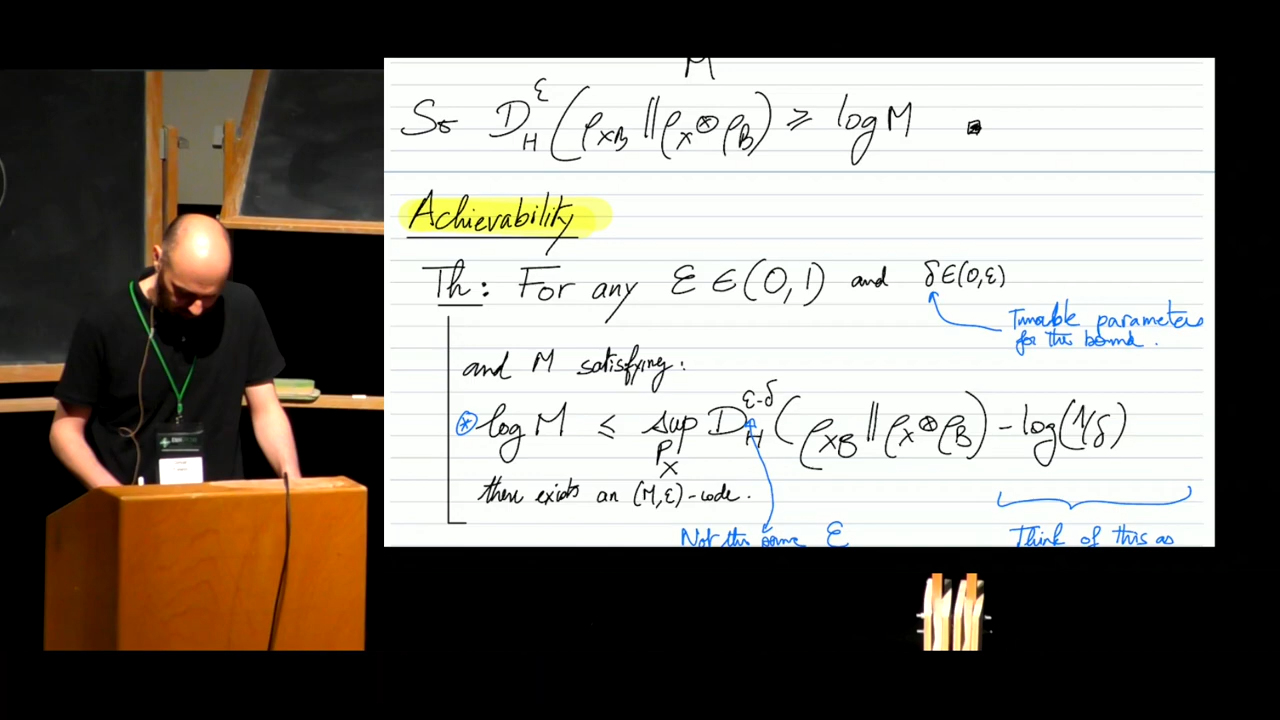 M
So D_H^ε(ρ_XB ‖ ρ_X ⊗ ρ_B) ⩾ log M
Achievability
Th: For any ε ∈ (0,1) and δ∈(0,ε)
Tunable parameters
for the bound.
and M satisfying:
⊛ log M ≤ sup_{P_X} D_H^{ε-δ}(ρ_XB ‖ ρ_X ⊗ ρ_B) - log(1/δ)
there exists an (M,ε)-code.
Not the same ε
Think of this as